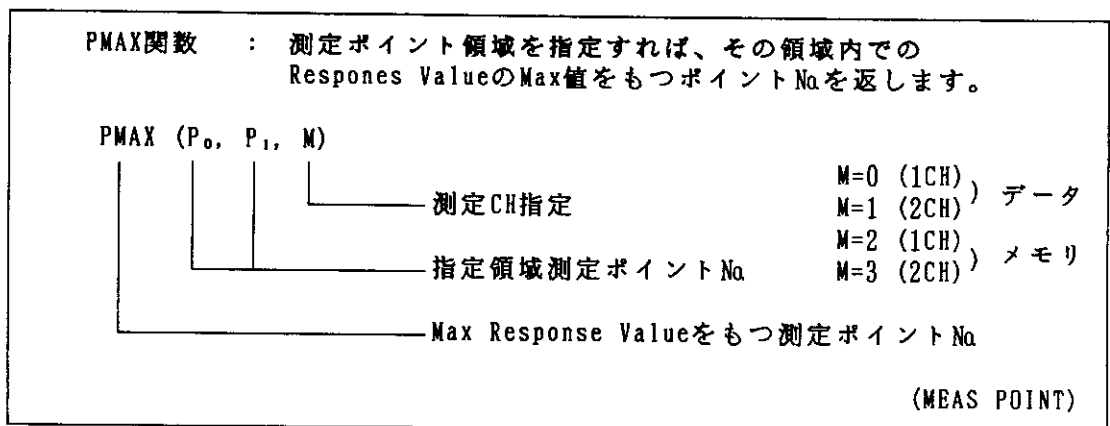 PMAX関数 : 測定ポイント領域を指定すれば、その領域内での
Respones ValueのMax値をもつポイント№を返します。
PMAX (P₀, P₁, M)
測定CH指定
M=0 (1CH)
M=1 (2CH)
) データ
指定領域測定ポイント№
M=2 (1CH)
M=3 (2CH)
) メモリ
Max Response Valueをもつ測定ポイント№
(MEAS POINT)